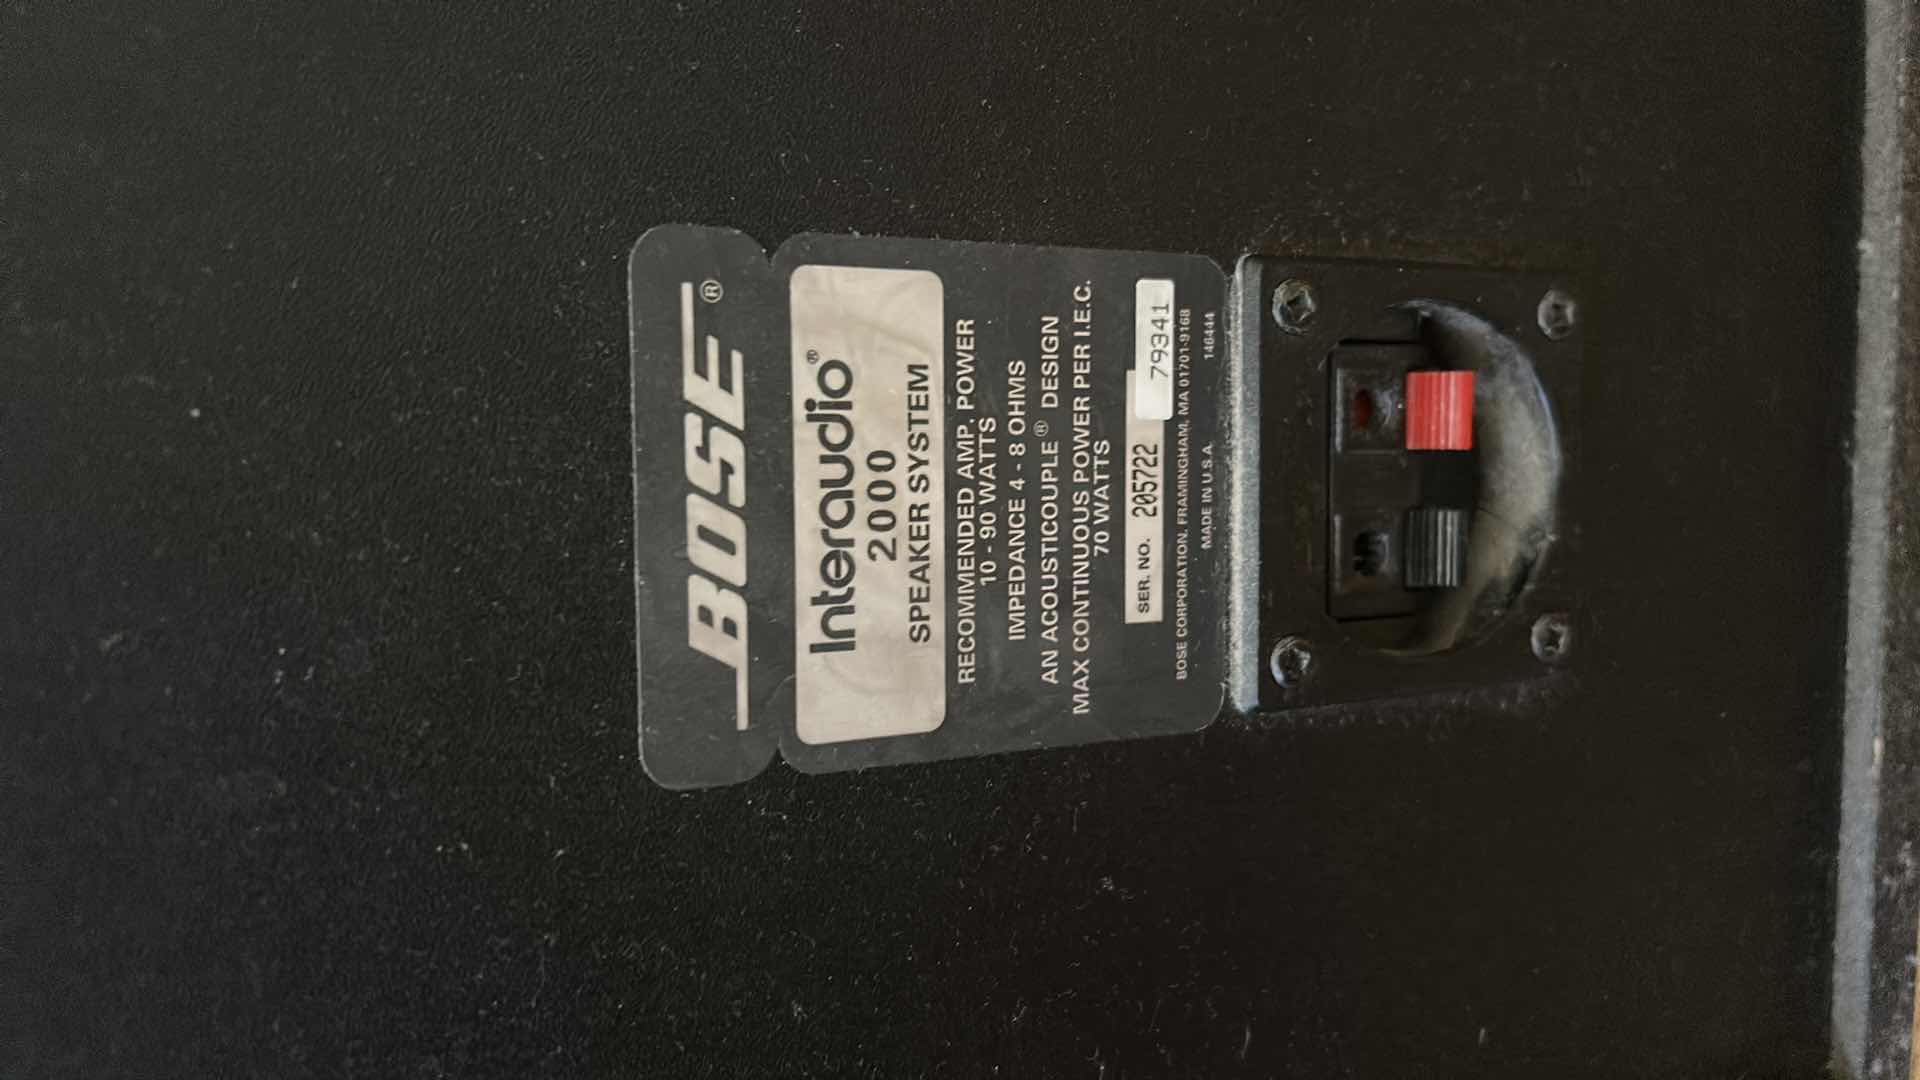 BOSE®
Interaudio®
2000
SPEAKER SYSTEM
RECOMMENDED AMP. POWER
10 - 90 WATTS
IMPEDANCE 4 - 8 OHMS
AN ACOUSTICOUPLE® DESIGN
MAX CONTINUOUS POWER PER I.E.C.
70 WATTS
SER. NO. 205722 79341
BOSE CORPORATION, FRAMINGHAM, MA 01701-9168
MADE IN U.S.A. 146444